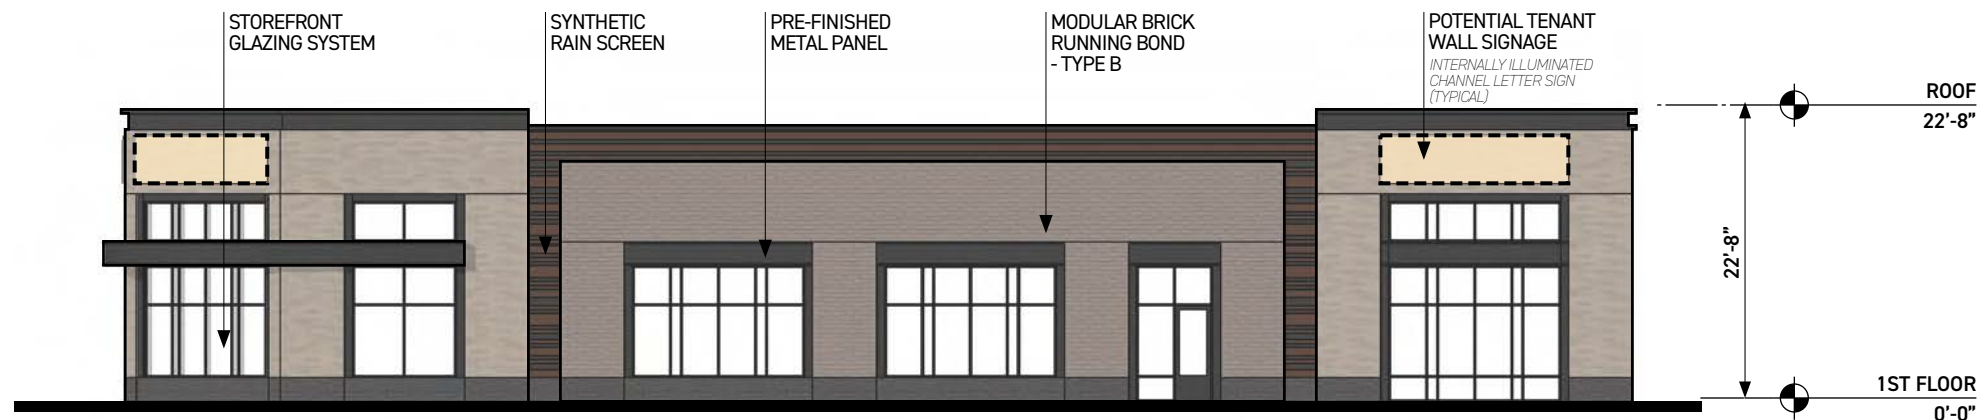 STOREFRONT
GLAZING SYSTEM
SYNTHETIC
RAIN SCREEN
PRE-FINISHED
METAL PANEL
MODULAR BRICK
RUNNING BOND
- TYPE B
POTENTIAL TENANT
WALL SIGNAGE
INTERNALLY ILLUMINATED
CHANNEL LETTER SIGN
(TYPICAL)
ROOF
22'-8"
22'-8"
1ST FLOOR
0'-0"